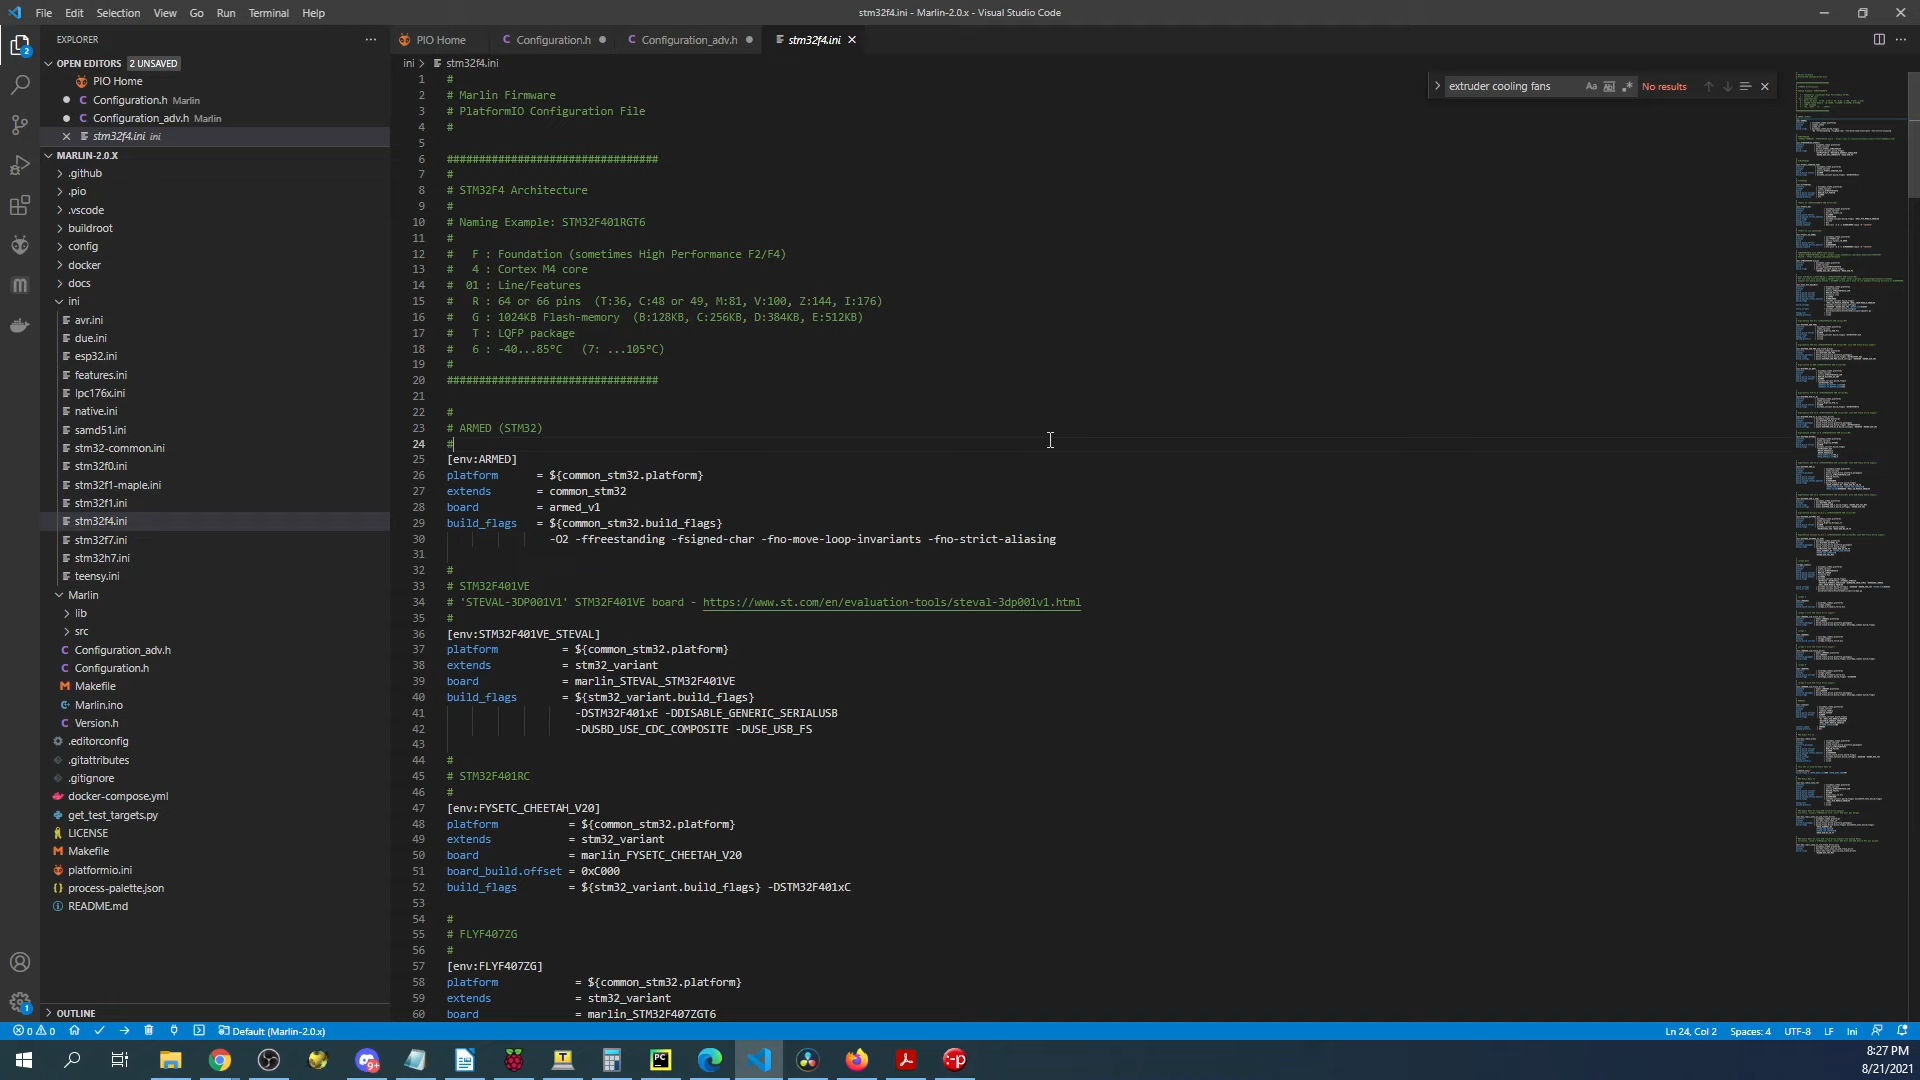 File Edit Selection View Go Run Terminal Help
stm32f4.ini - Marlin-2.0.x - Visual Studio Code
EXPLORER
OPEN EDITORS 2 UNSAVED
PIO Home
Configuration.h Marlin
Configuration_adv.h Marlin
stm32f4.ini ini
MARLIN-2.0.X
.github
.pio
.vscode
buildroot
config
docker
docs
ini
avr.ini
due.ini
esp32.ini
features.ini
lpc176x.ini
native.ini
samd51.ini
stm32-common.ini
stm32f0.ini
stm32f1-maple.ini
stm32f1.ini
stm32f4.ini
stm32f7.ini
stm32h7.ini
teensy.ini
Marlin
lib
src
Configuration_adv.h
Configuration.h
Makefile
Marlin.ino
Version.h
.editorconfig
.gitattributes
.gitignore
docker-compose.yml
get_test_targets.py
LICENSE
Makefile
platformio.ini
process-palette.json
README.md
OUTLINE
PIO Home Configuration.h Configuration_adv.h stm32f4.ini
ini > stm32f4.ini
extruder cooling fans Aa Abl .* No results
1 #
2 # Marlin Firmware
3 # PlatformIO Configuration File
4 #
5
6 #################################
7 #
8 # STM32F4 Architecture
9 #
10 # Naming Example: STM32F401RGT6
11 #
12 #   F : Foundation (sometimes High Performance F2/F4)
13 #   4 : Cortex M4 core
14 #  01 : Line/Features
15 #   R : 64 or 66 pins  (T:36, C:48 or 49, M:81, V:100, Z:144, I:176)
16 #   G : 1024KB Flash-memory  (B:128KB, C:256KB, D:384KB, E:512KB)
17 #   T : LQFP package
18 #   6 : -40...85°C   (7: ...105°C)
19 #
20 #################################
21
22 #
23 # ARMED (STM32)
24 #
25 [env:ARMED]
26 platform      = ${common_stm32.platform}
27 extends       = common_stm32
28 board         = armed_v1
29 build_flags   = ${common_stm32.build_flags}
30 -O2 -ffreestanding -fsigned-char -fno-move-loop-invariants -fno-strict-aliasing
31
32 #
33 # STM32F401VE
34 # 'STEVAL-3DP001V1' STM32F401VE board - https://www.st.com/en/evaluation-tools/steval-3dp001v1.html
35 #
36 [env:STM32F401VE_STEVAL]
37 platform          = ${common_stm32.platform}
38 extends           = stm32_variant
39 board             = marlin_STEVAL_STM32F401VE
40 build_flags       = ${stm32_variant.build_flags}
41 -DSTM32F401xE -DDISABLE_GENERIC_SERIALUSB
42 -DUSBD_USE_CDC_COMPOSITE -DUSE_USB_FS
43
44 #
45 # STM32F401RC
46 #
47 [env:FYSETC_CHEETAH_V20]
48 platform           = ${common_stm32.platform}
49 extends            = stm32_variant
50 board              = marlin_FYSETC_CHEETAH_V20
51 board_build.offset = 0xC000
52 build_flags        = ${stm32_variant.build_flags} -DSTM32F401xC
53
54 #
55 # FLYF407ZG
56 #
57 [env:FLYF407ZG]
58 platform            = ${common_stm32.platform}
59 extends             = stm32_variant
60 board               = marlin_STM32F407ZGT6
0 0 Default (Marlin-2.0.x) Ln 24, Col 2 Spaces: 4 UTF-8 LF Ini
8:27 PM
8/21/2021